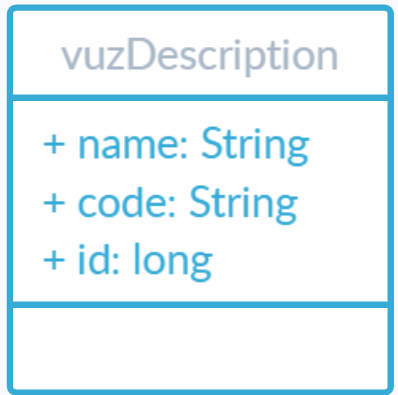 vuzDescription
+ name: String
+ code: String
+ id: long